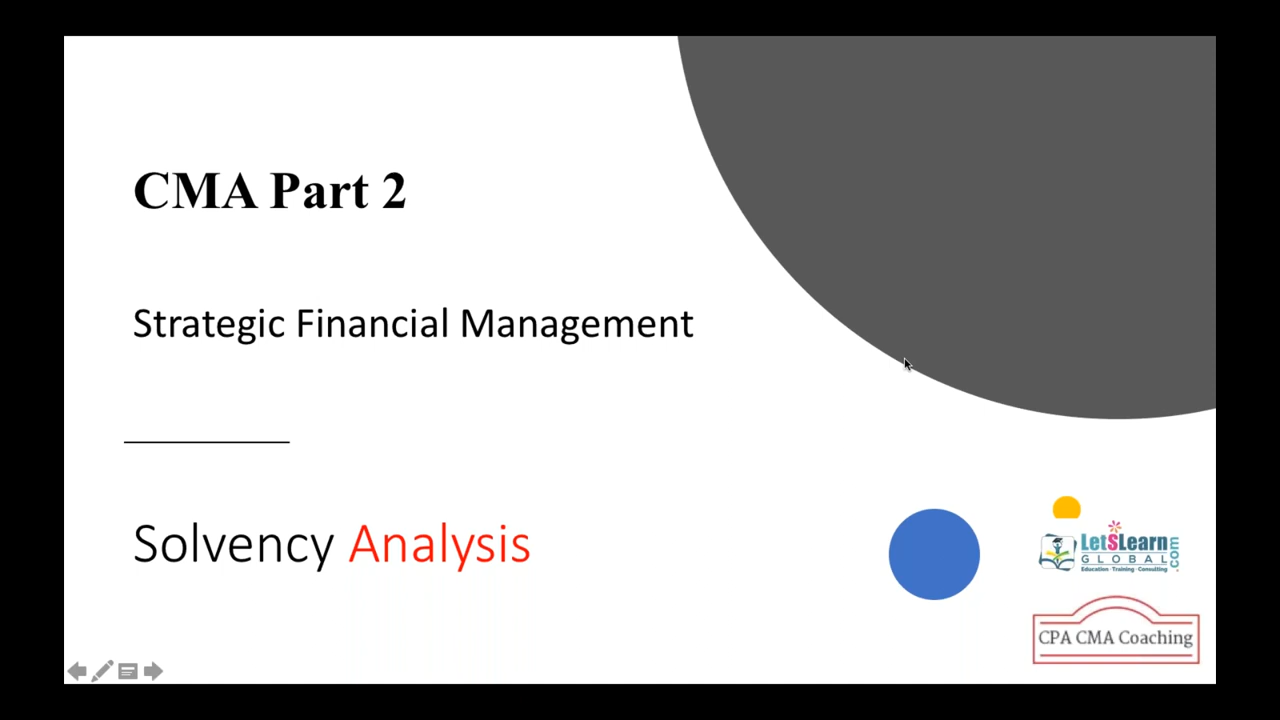 CMA Part 2
Strategic Financial Management
Solvency Analysis
LetSLearn
GLOBAL
.com
Education - Training - Consulting
CPA CMA Coaching